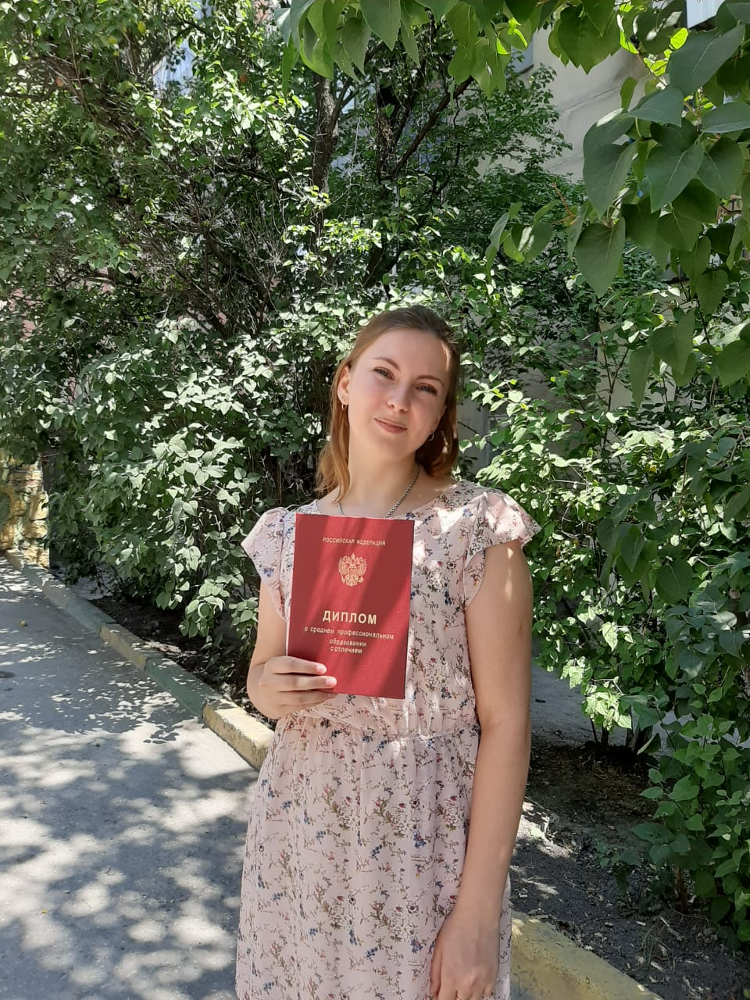 РОССИЙСКАЯ ФЕДЕРАЦИЯ
ДИПЛОМ
о среднем профессиональном
образовании
с отличием